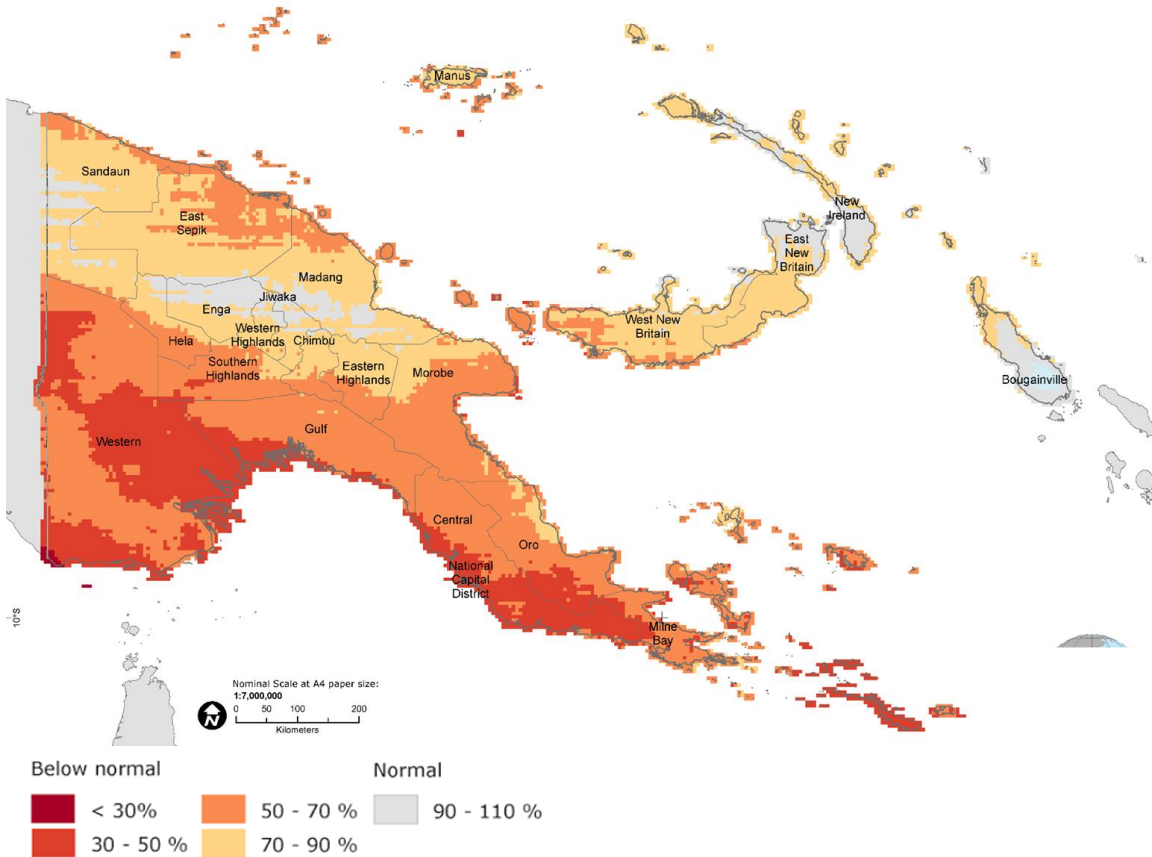 Manus
Sandaun
East
Sepik
New
Ireland
East
New
Britain
Madang
Jiwaka
Enga
West New
Britain
Western
Highlands
Chimbu
Hela
Southern
Highlands
Eastern
Highlands
Morobe
Bougainville
Gulf
Western
Central
Oro
National
Capital
District
10°S
Milne
Bay
Nominal Scale at A4 paper size:
1:7,000,000
N
0 50 100 200
Kilometers
Below normal
Normal
< 30%
50 - 70 %
90 - 110 %
30 - 50 %
70 - 90 %